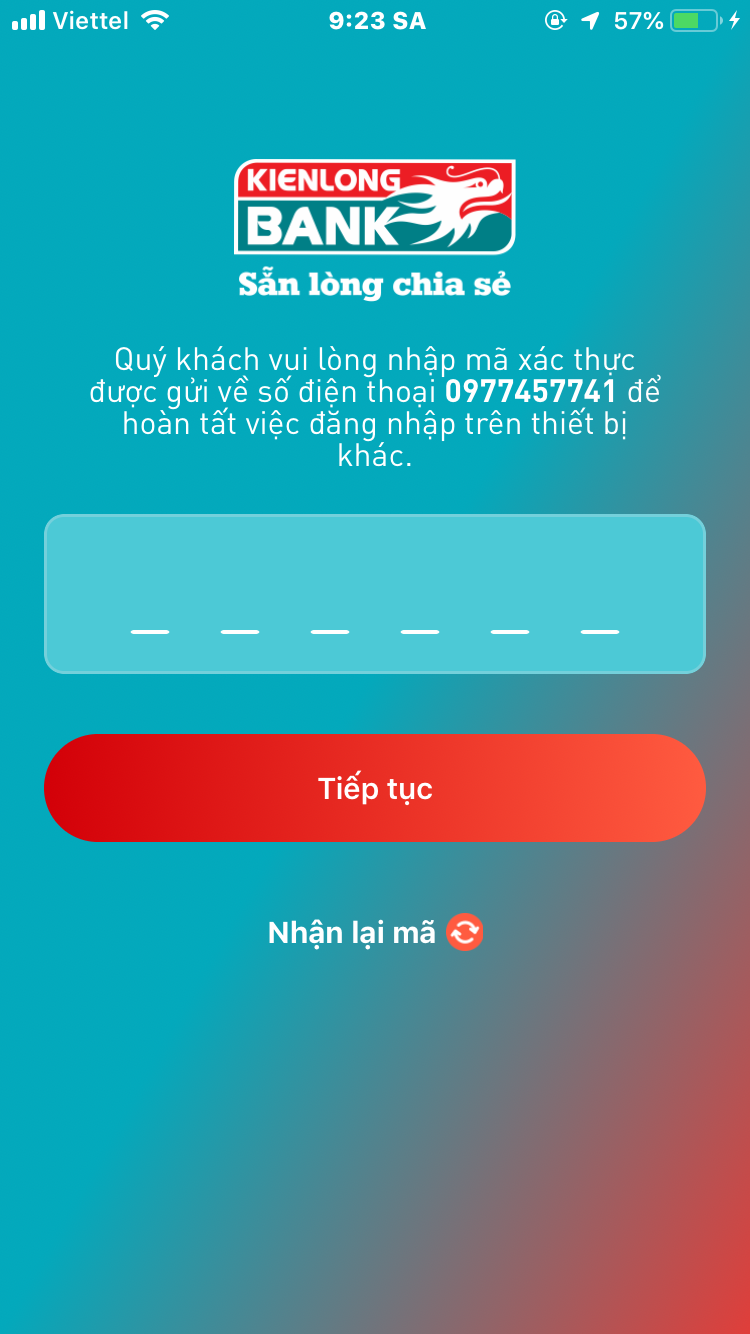 Viettel 9:23 SA 57%
KIENLONG
BANK
Sẵn lòng chia sẻ
Quý khách vui lòng nhập mã xác thực
được gửi về số điện thoại 0977457741 để
hoàn tất việc đăng nhập trên thiết bị
khác.
Tiếp tục
Nhận lại mã